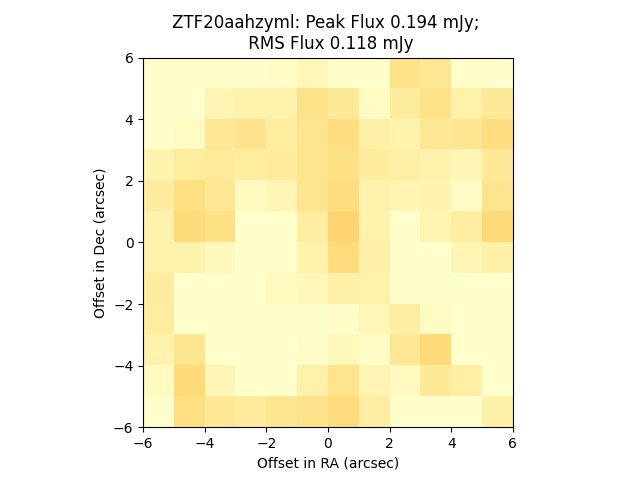 ZTF20aahzyml: Peak Flux 0.194 mJy;
RMS Flux 0.118 mJy
6
4
2
0
−2
−4
−6
Offset in Dec (arcsec)
−6 −4 −2 0 2 4 6
Offset in RA (arcsec)